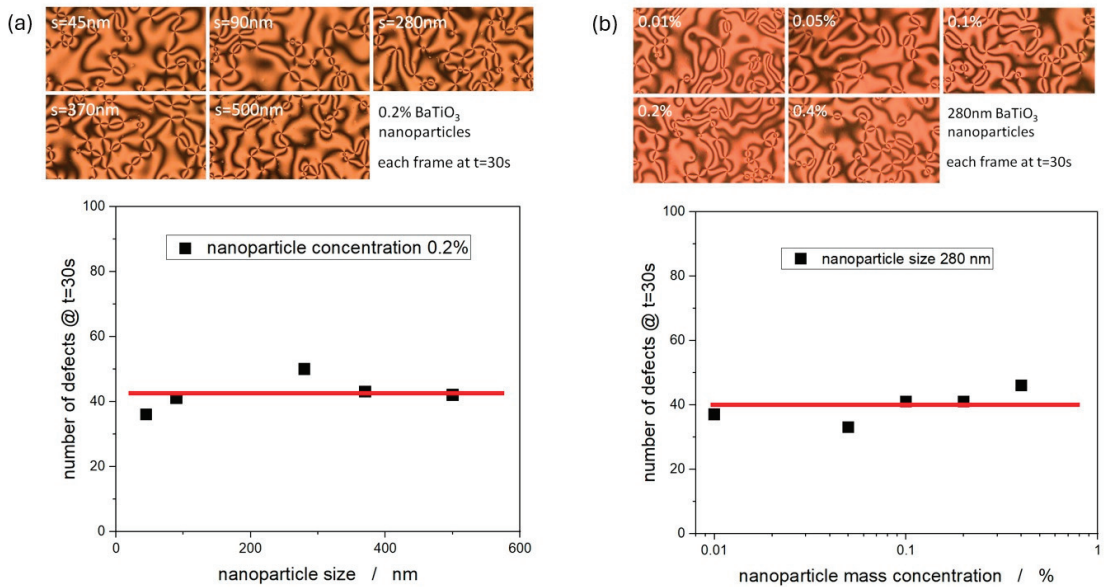 (a)
s=45nm
s=90nm
s=280nm
s=370nm
s=500nm
0.2% BaTiO₃
nanoparticles
each frame at t=30s
nanoparticle concentration 0.2%
number of defects @ t=30s
100
80
60
40
20
0
0
200
400
600
nanoparticle size / nm
(b)
0.01%
0.05%
0.1%
0.2%
0.4%
280nm BaTiO₃
nanoparticles
each frame at t=30s
nanoparticle size 280 nm
number of defects @ t=30s
100
80
60
40
20
0
0.01
0.1
1
nanoparticle mass concentration / %